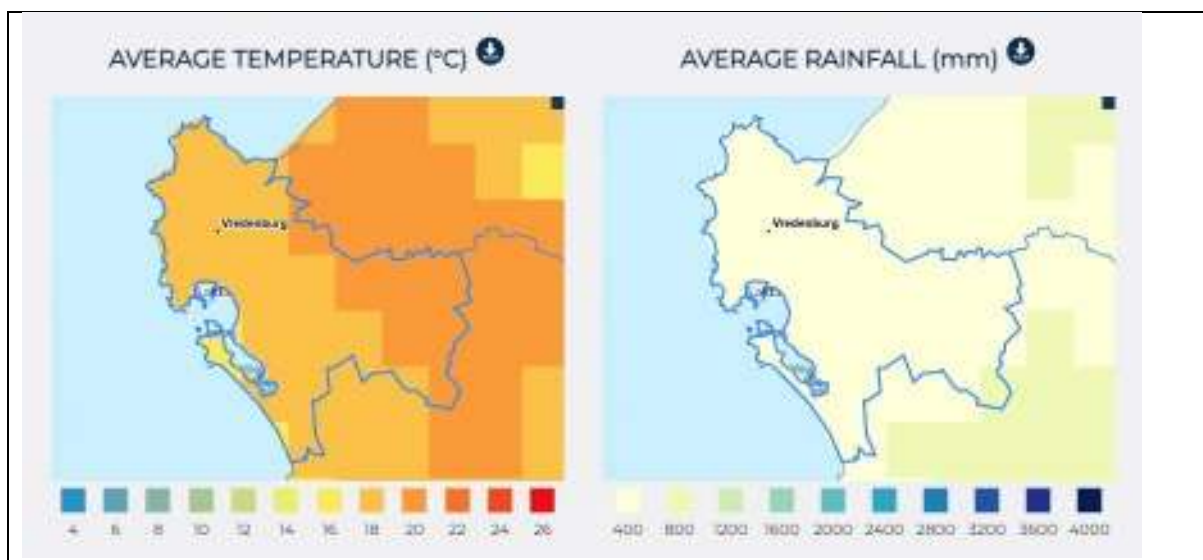 AVERAGE TEMPERATURE (°C)
AVERAGE RAINFALL (mm)
Vredenburg
Vredenburg
4 6 8 10 12 14 16 18 20 22 24 26
400 800 1200 1600 2000 2400 2800 3200 3600 4000